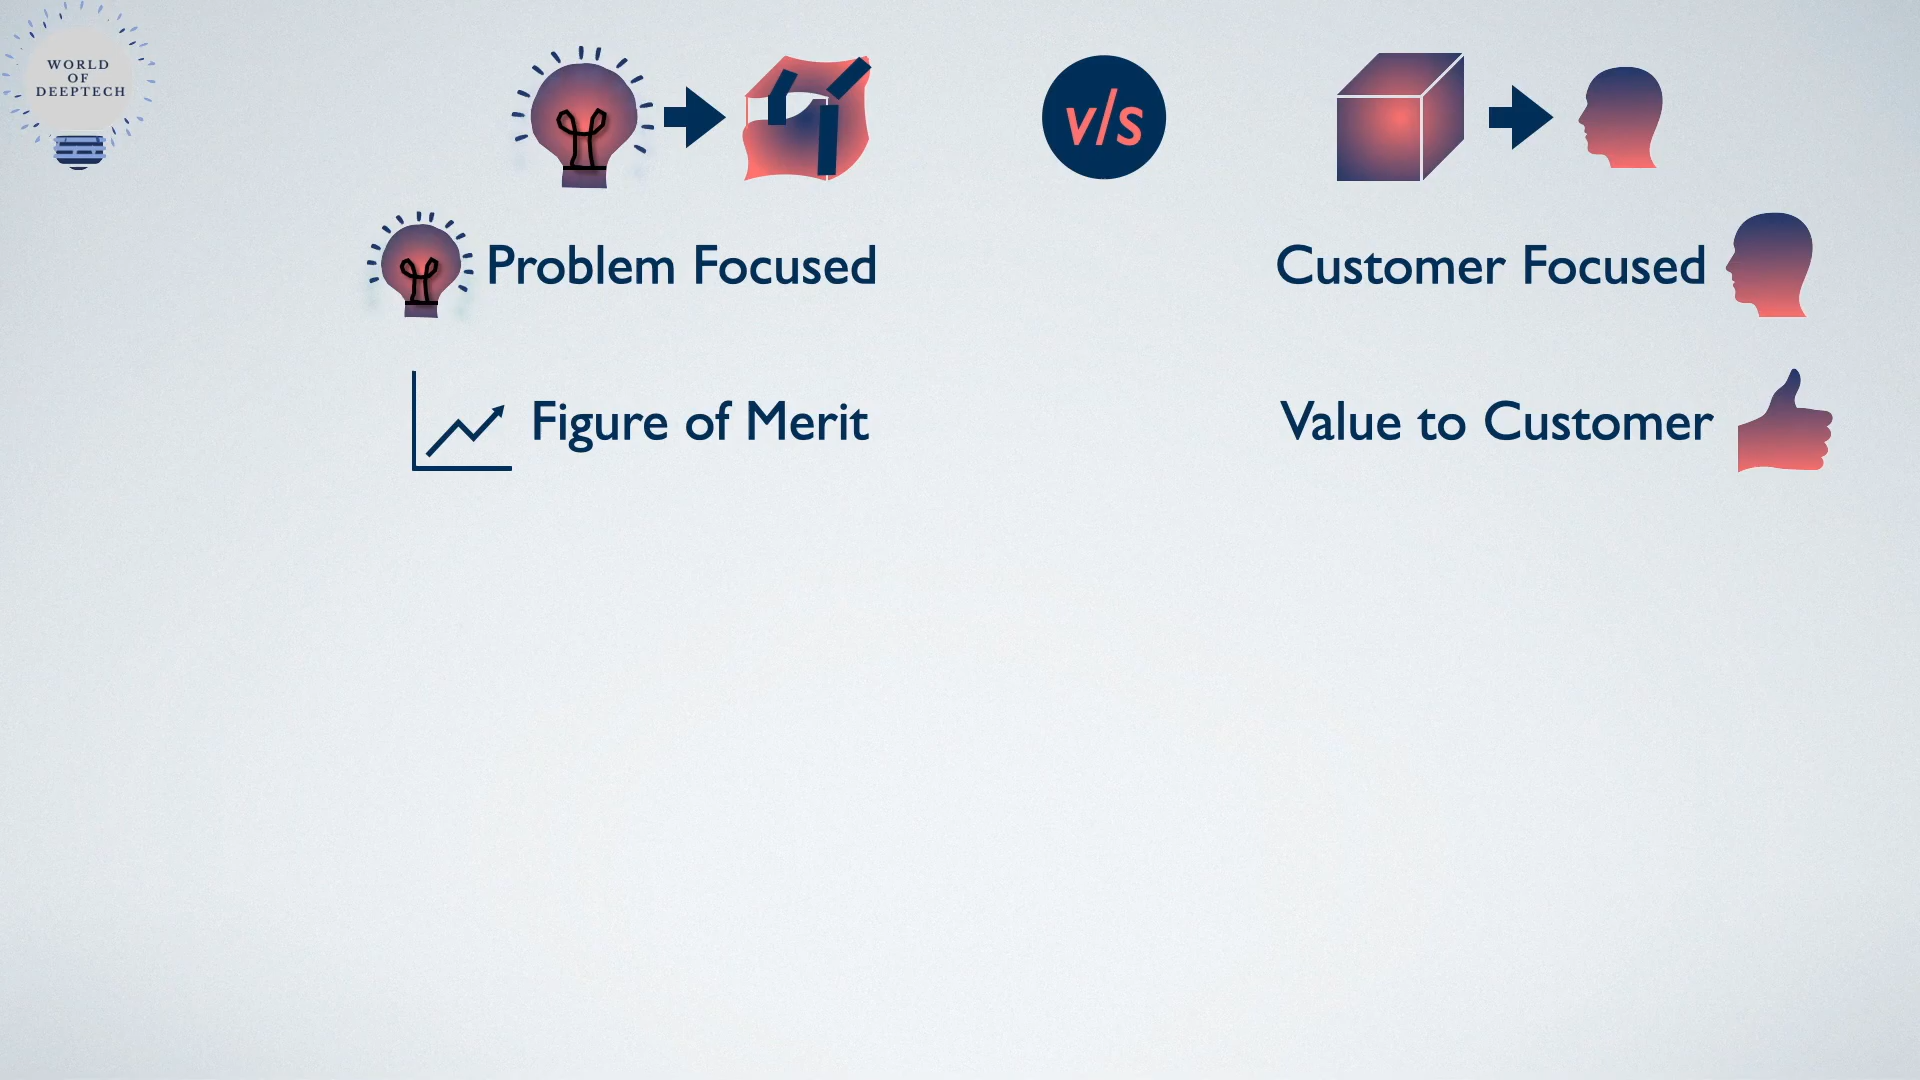 WORLD
OF
DEEPTECH
v/s
Problem Focused
Customer Focused
Figure of Merit
Value to Customer